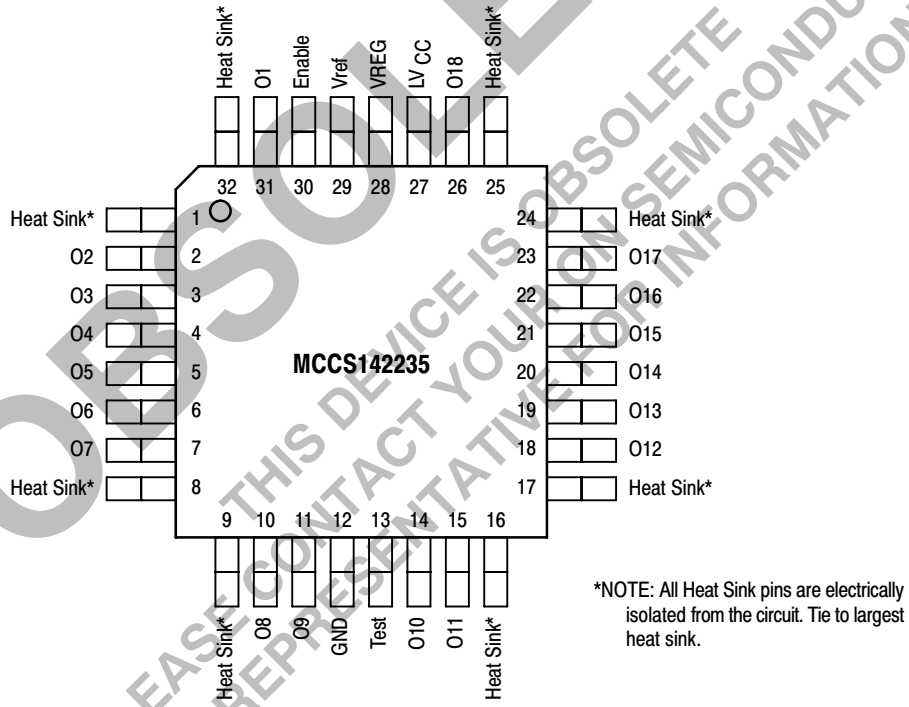 Heat Sink*
O1
Enable
Vref
VREG
LV CC
O18
Heat Sink*
32 31 30 29 28 27 26 25
Heat Sink* 1 24 Heat Sink*
O2 2 23 O17
O3 3 22 O16
O4 4 21 O15
O5 5 MCCS142235 20 O14
O6 6 19 O13
O7 7 18 O12
Heat Sink* 8 17 Heat Sink*
9 10 11 12 13 14 15 16
Heat Sink*
O8
O9
GND
Test
O10
O11
Heat Sink*
*NOTE: All Heat Sink pins are electrically
isolated from the circuit. Tie to largest
heat sink.
THIS DEVICE IS OBSOLETE
CONTACT YOUR ON
REPRESENTATIVE FOR INFORMATION